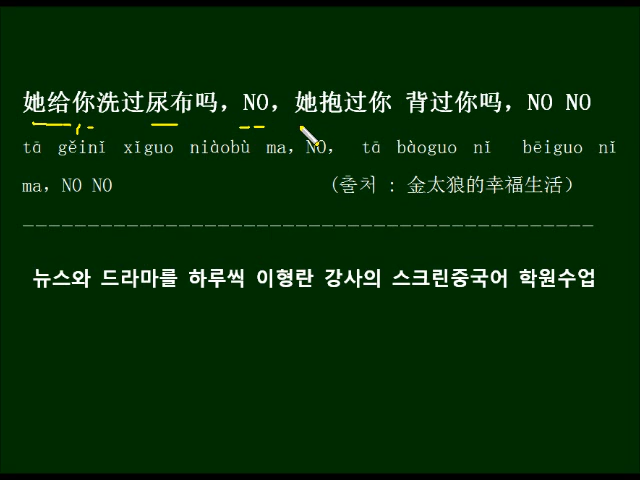 她给你洗过尿布吗，NO，她抱过你 背过你吗，NO NO
tā gěinǐ xǐguo niàobù ma，NO， tā bàoguo nǐ bēiguo nǐ
ma，NO NO （출처 : 金太狼的幸福生活）
뉴스와 드라마를 하루씩 이형란 강사의 스크린중국어 학원수업